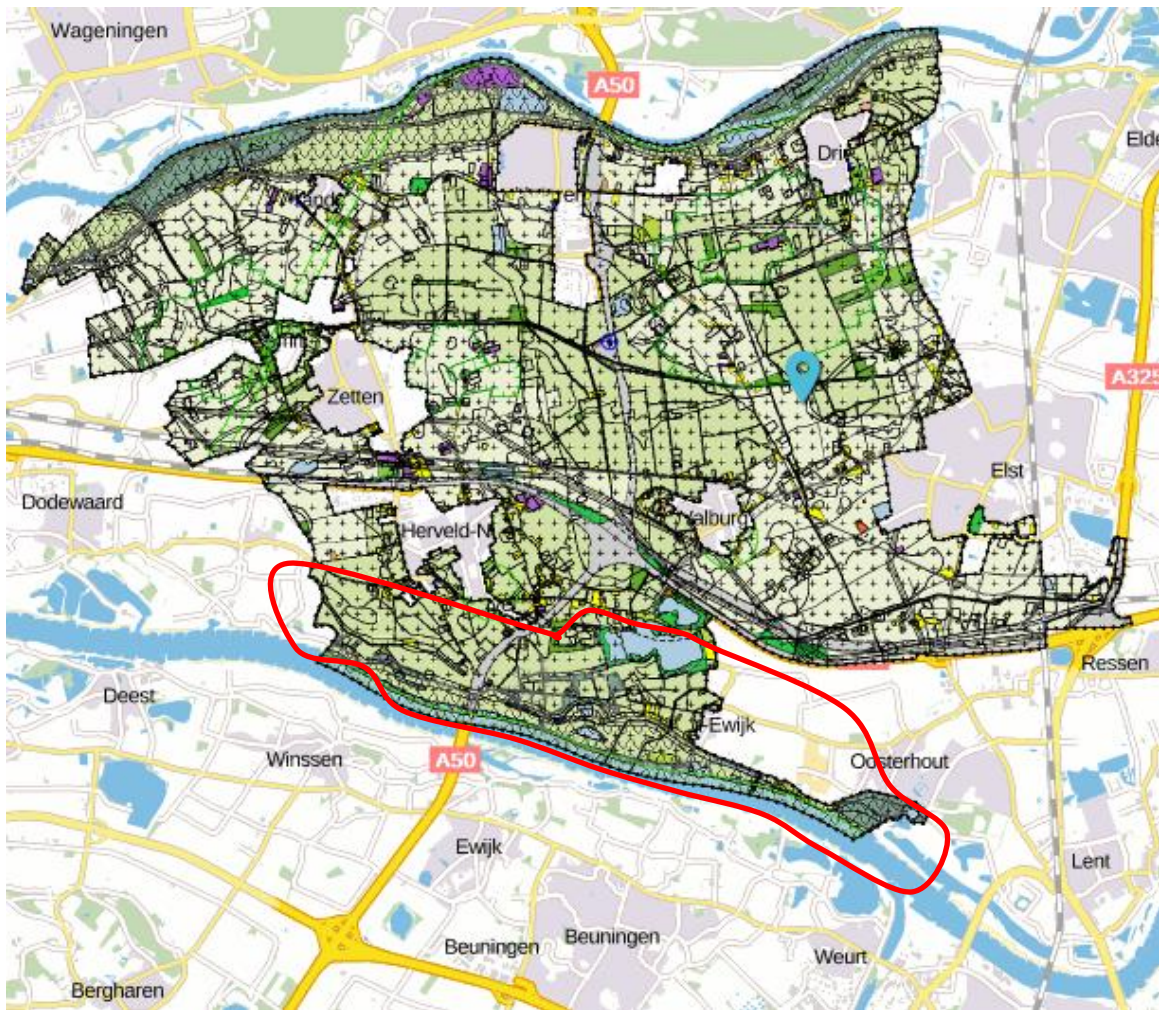 Wageningen
A50
Elde
Dri
Zetten
A325
Elst
Dodewaard
Herveld-N
alburg
Ressen
Deest
-Ewijk
Winssen
A50
Oosterhout
Ewijk
Lent
Beuningen
Beuningen
Weurt
Bergharen